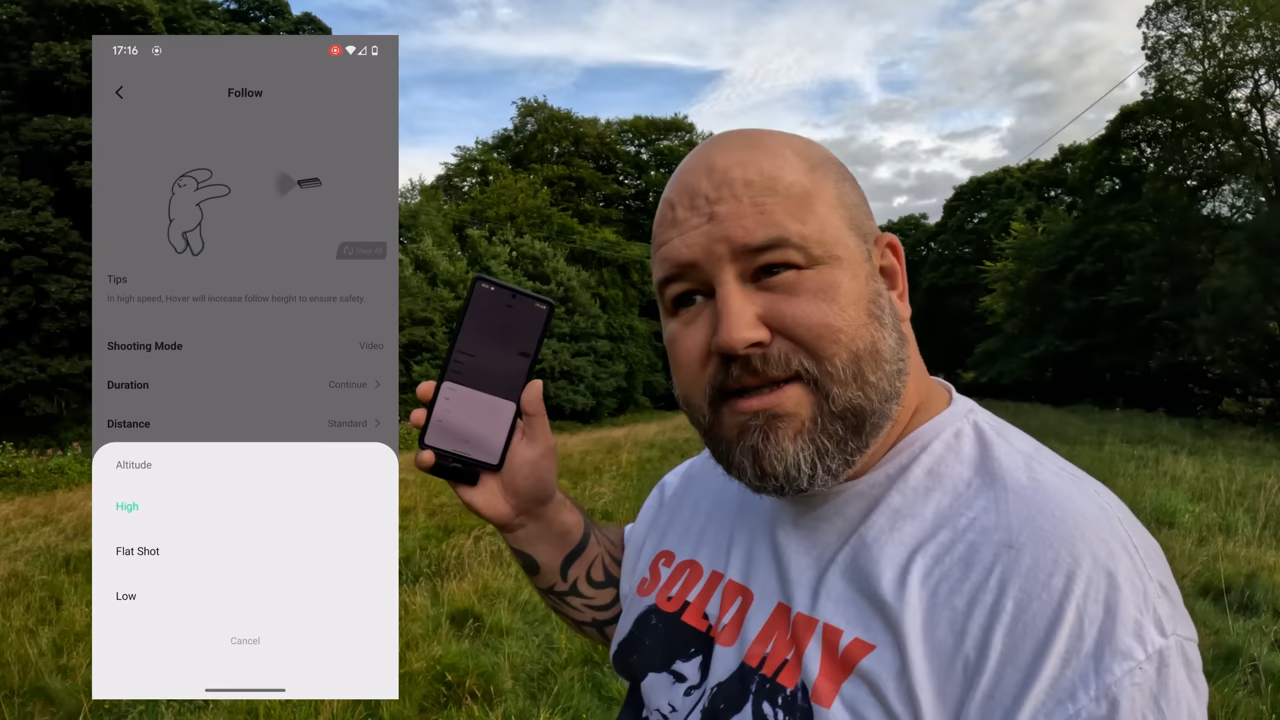 17:16
Follow
Tips
In high speed, Hover will increase follow height to ensure safety.
Shooting Mode Video
Duration Continue
Distance Standard
Altitude
High
Flat Shot
Low
Cancel
SOLD MY